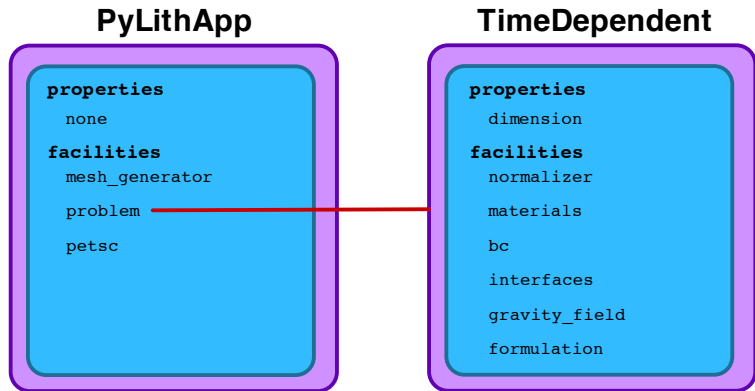 PyLithApp
properties
none
facilities
mesh_generator
problem
petsc
TimeDependent
properties
dimension
facilities
normalizer
materials
bc
interfaces
gravity_field
formulation